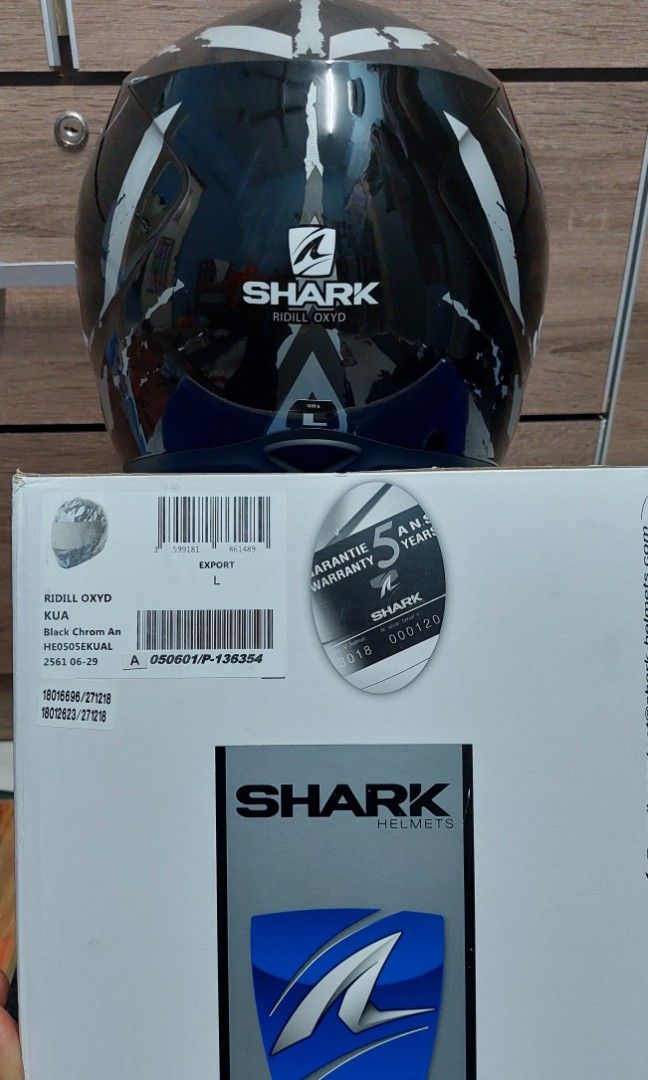 SHARK
RIDILL OXYD
L
3 599181 861489
EXPORT
L
RIDILL OXYD
KUA
Black Chrom An
HE0505EKUAL
2561 06-29
A 050601/P-136354
18016696/271218
18012623/271218
GARANTIE 5 ANS
WARRANTY YEARS
SHARK
3018 000120
SHARK
HELMETS